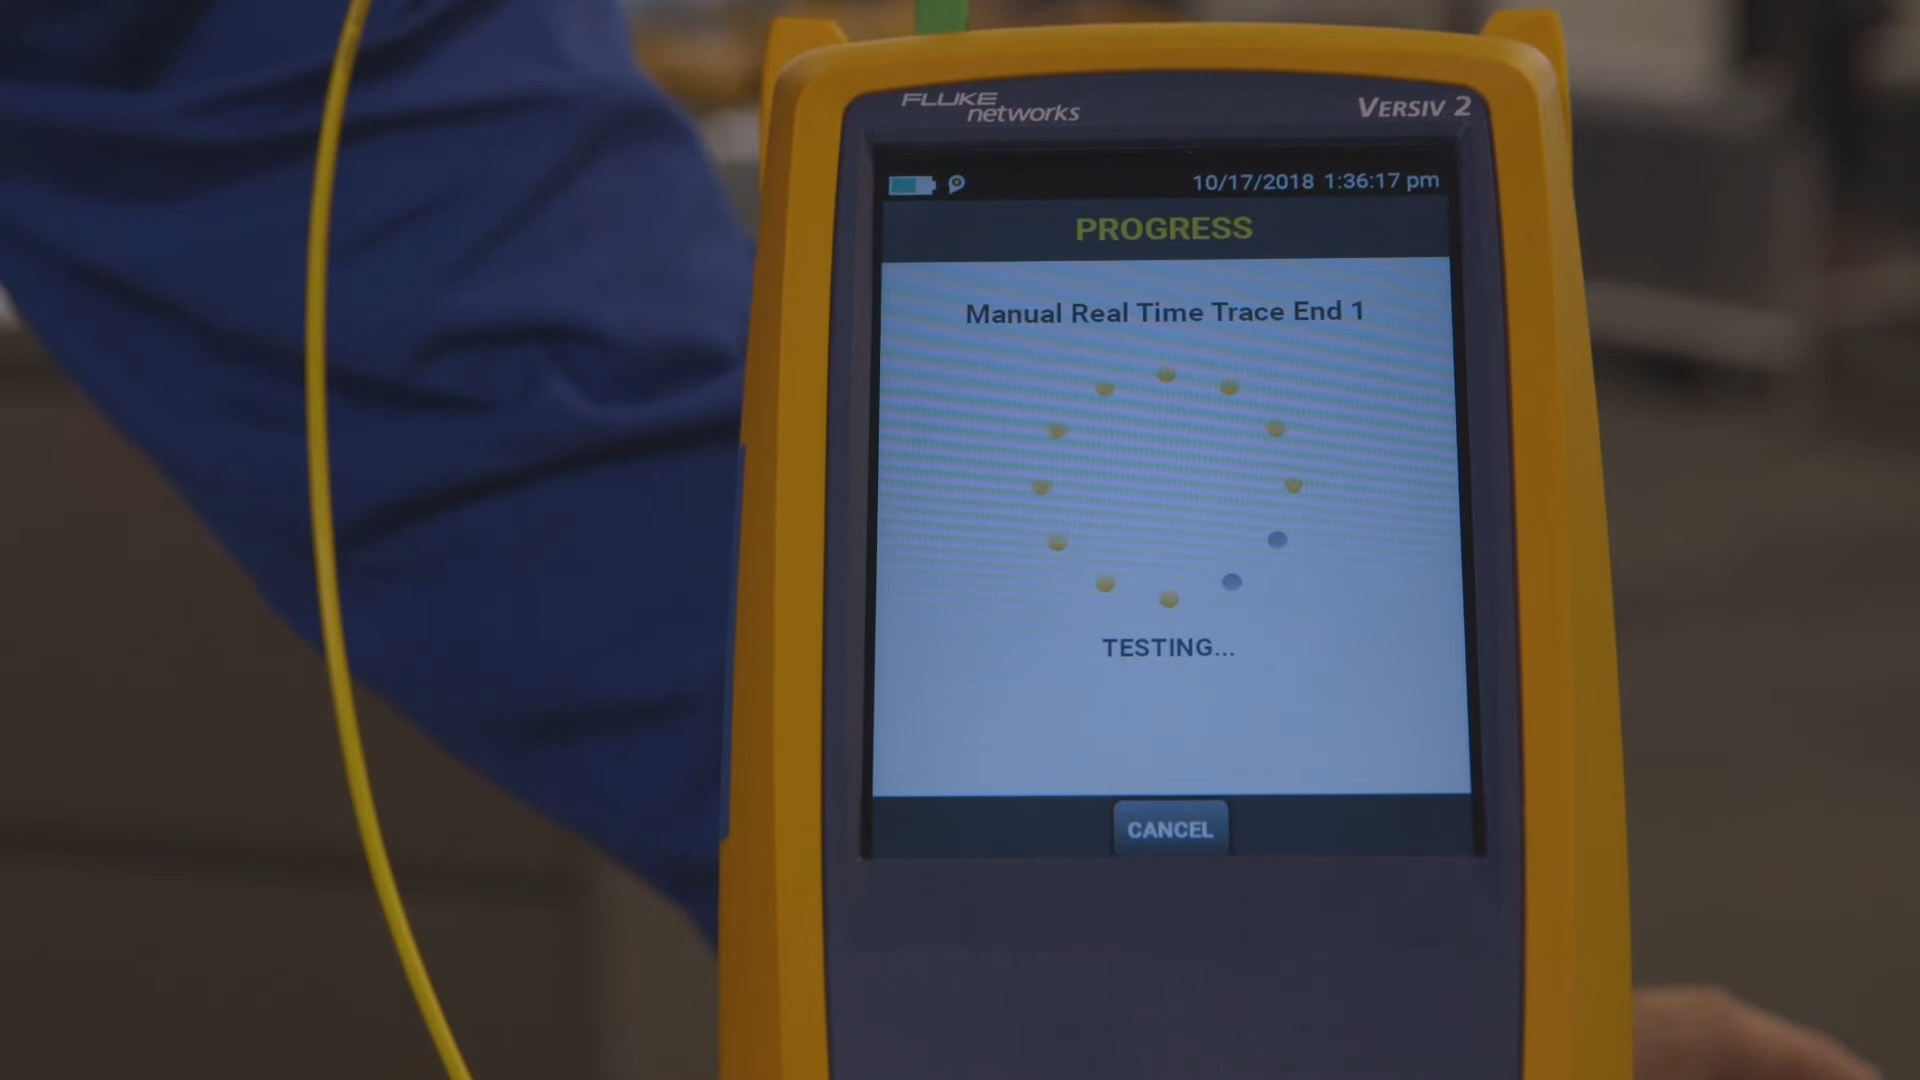 FLUKE
networks
VERSIV 2
10/17/2018 1:36:17 pm
PROGRESS
Manual Real Time Trace End 1
TESTING...
CANCEL